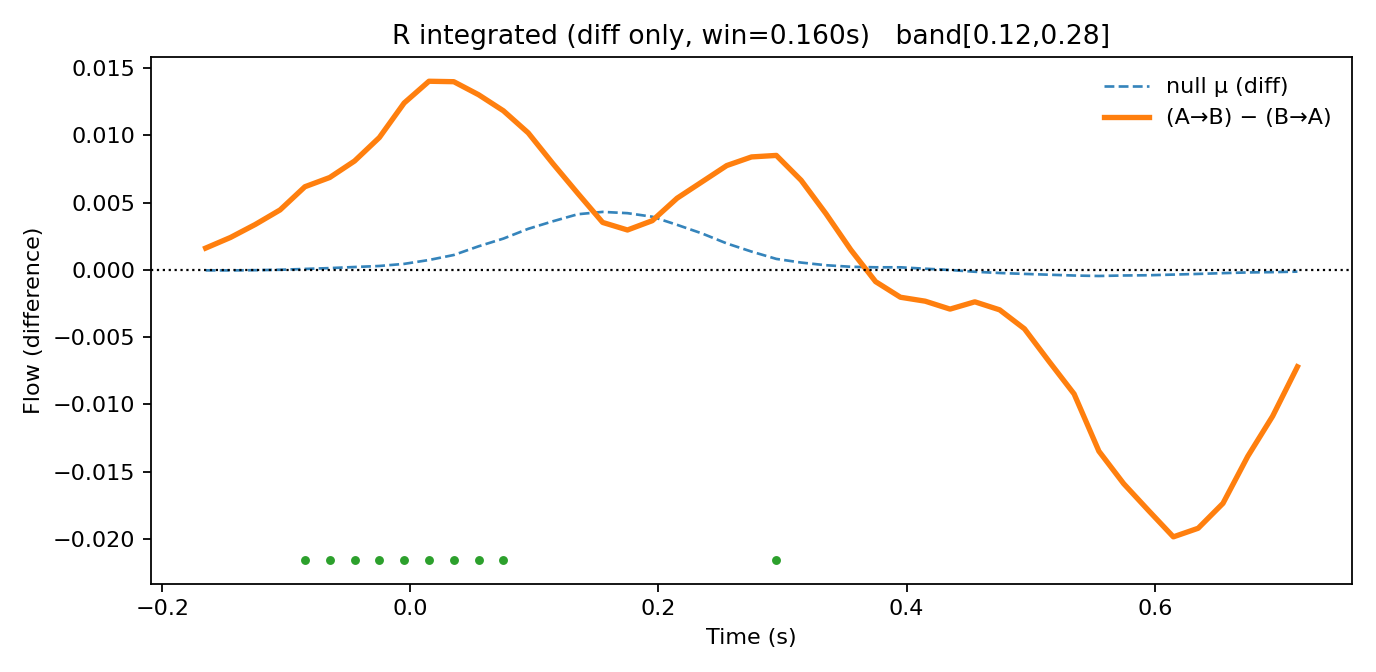 R integrated (diff only, win=0.160s)   band[0.12,0.28]
null μ (diff)
(A→B) − (B→A)
Flow (difference)
0.015
0.010
0.005
0.000
−0.005
−0.010
−0.015
−0.020
−0.2
0.0
0.2
0.4
0.6
Time (s)